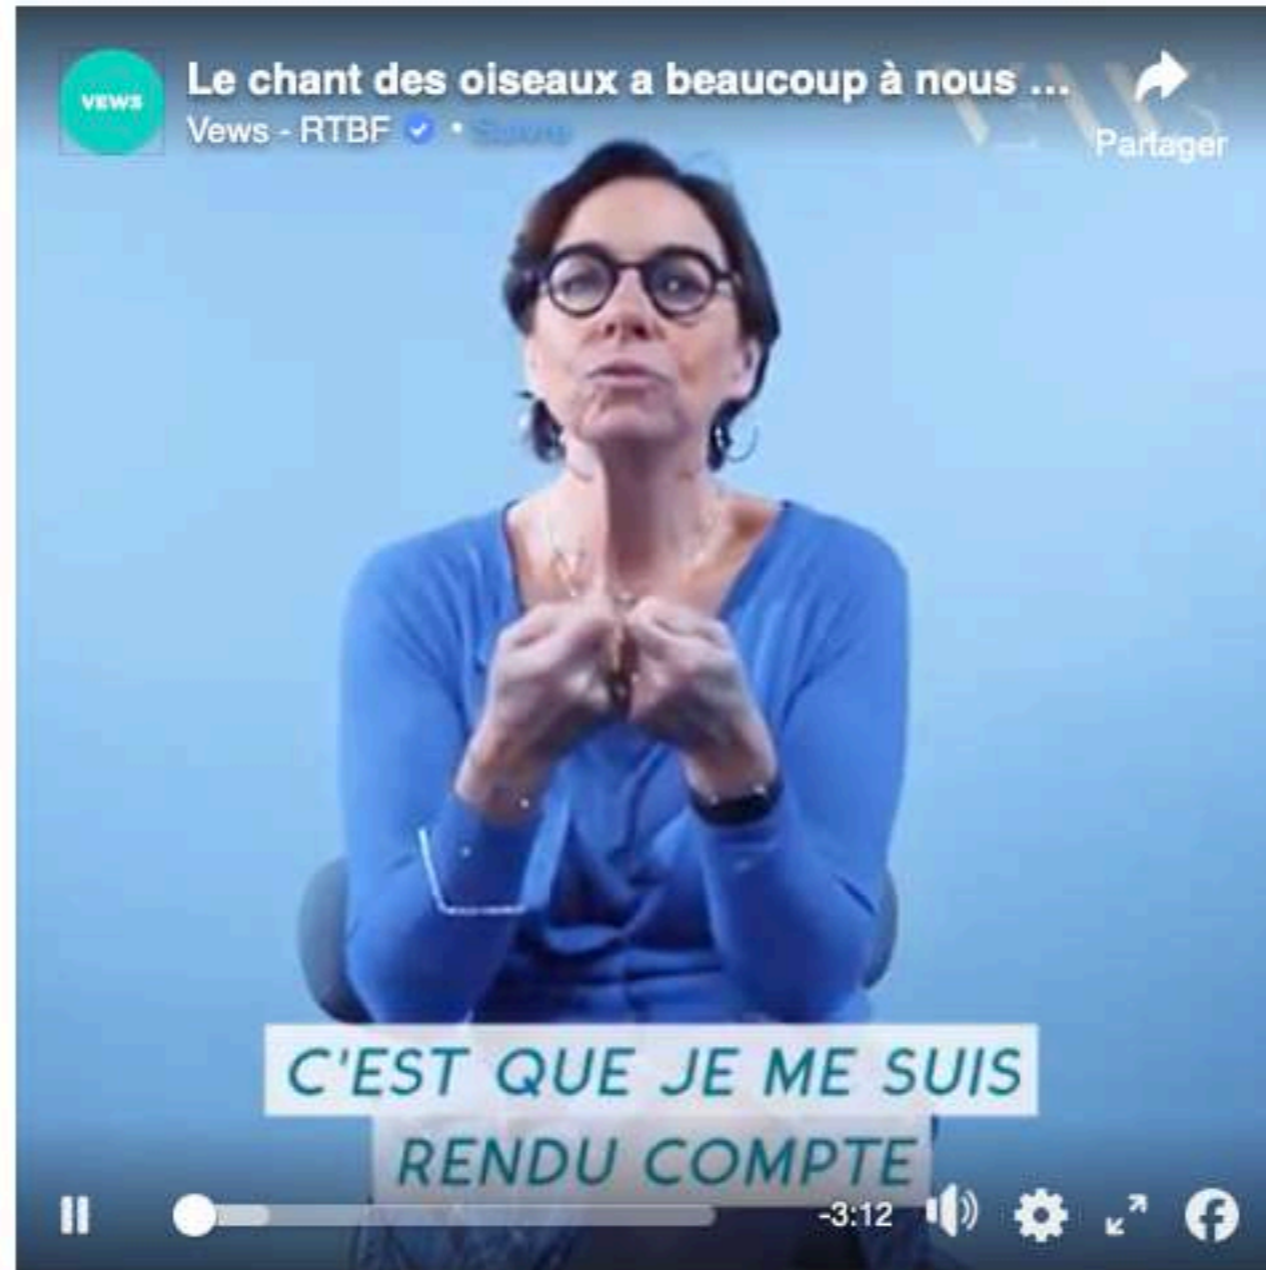 VEWS
Le chant des oiseaux a beaucoup à nous ...
Vews - RTBF • Suivre
Partager
C'EST QUE JE ME SUIS
RENDU COMPTE
-3:12